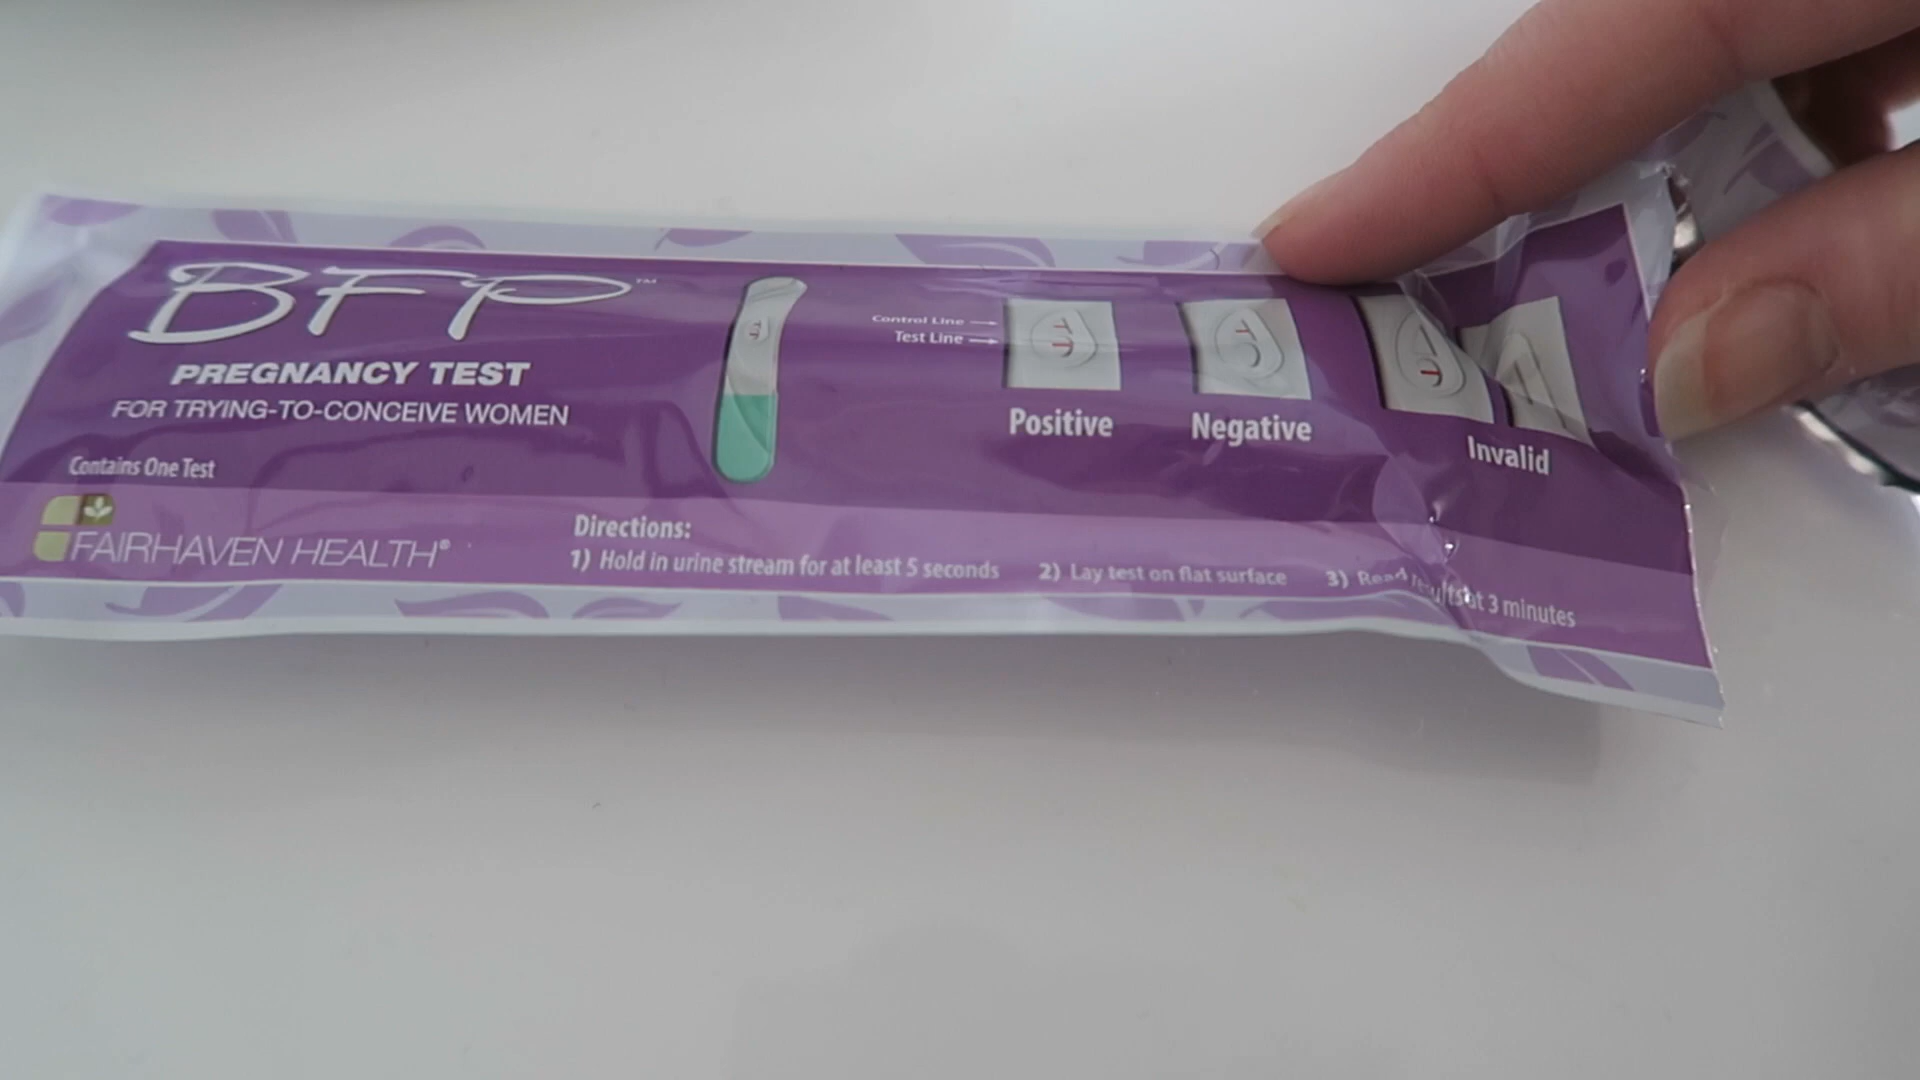 BFP™
PREGNANCY TEST
FOR TRYING-TO-CONCEIVE WOMEN
Contains One Test
FAIRHAVEN HEALTH®
Control Line
Test Line
Positive
Negative
Invalid
Directions:
1) Hold in urine stream for at least 5 seconds 2) Lay test on flat surface 3) Read results at 3 minutes